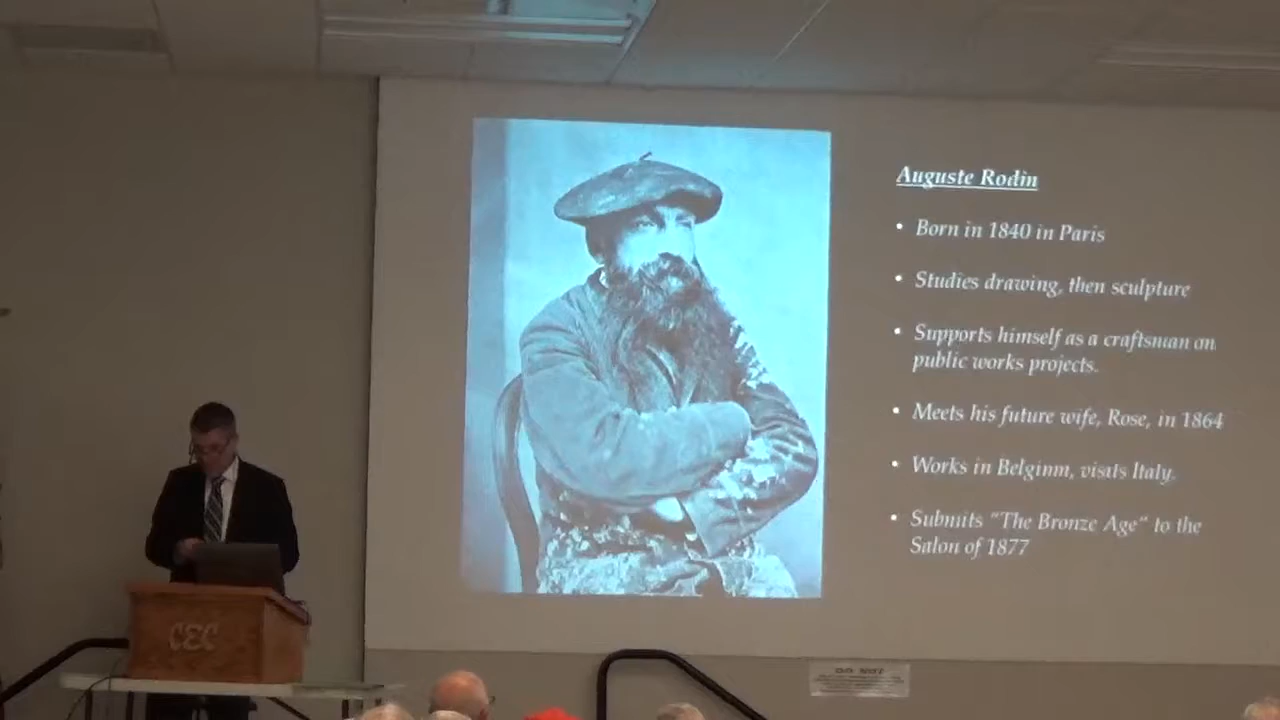 Auguste Rodin
• Born in 1840 in Paris
• Studies drawing, then sculpture
• Supports himself as a craftsman on
public works projects.
• Meets his future wife, Rose, in 1864
• Works in Belgium, visits Italy.
• Submits "The Bronze Age" to the
Salon of 1877
CEC
DO NOT